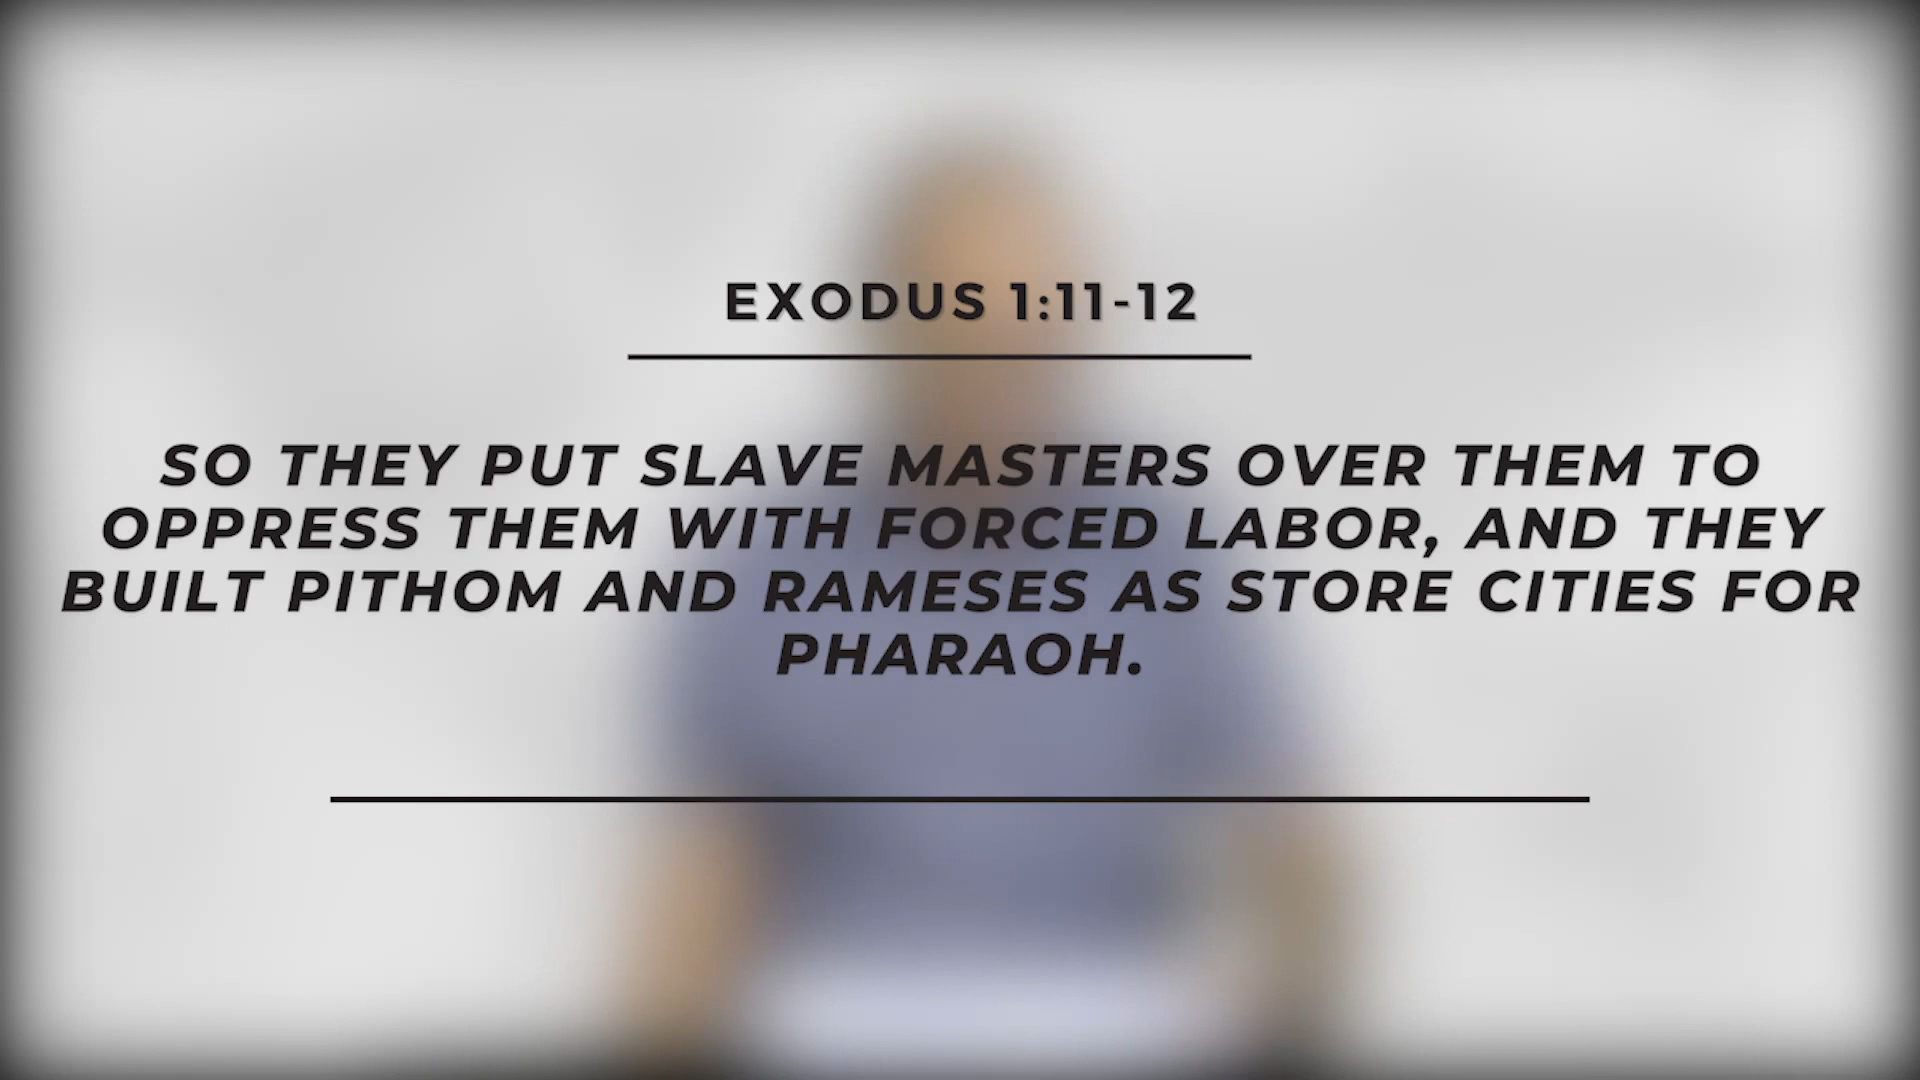 EXODUS 1:11-12
SO THEY PUT SLAVE MASTERS OVER THEM TO
OPPRESS THEM WITH FORCED LABOR, AND THEY
BUILT PITHOM AND RAMESES AS STORE CITIES FOR
PHARAOH.